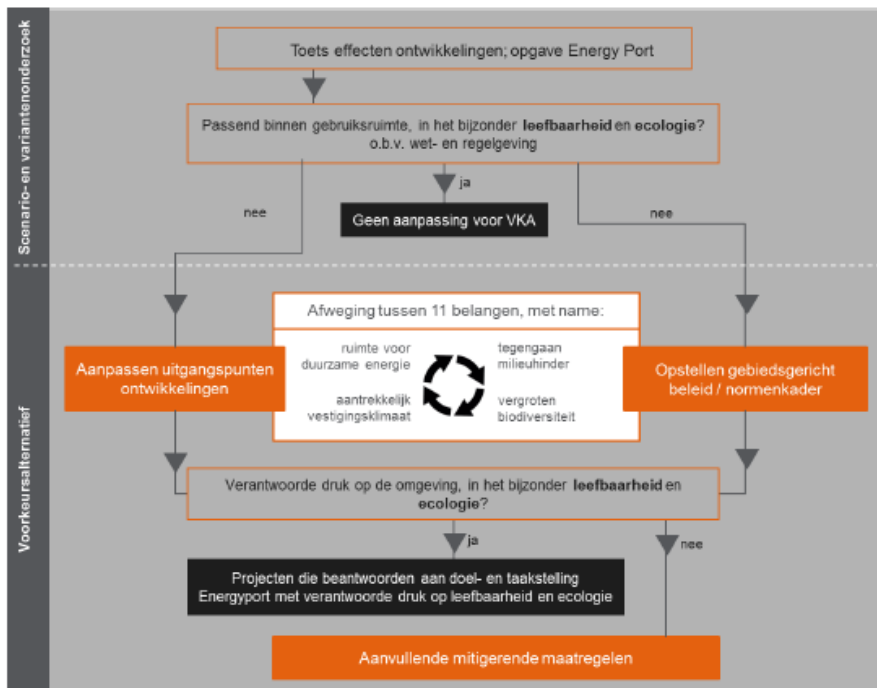 Scenario-en variantenonderzoek
Toets effecten ontwikkelingen; opgave Energy Port
Passend binnen gebruiksruimte, in het bijzonder leefbaarheid en ecologie?
o.b.v. wet- en regelgeving
nee
ja
nee
Geen aanpassing voor VKA
Voorkeursalternatief
Afweging tussen 11 belangen, met name:
Aanpassen uitgangspunten
ontwikkelingen
ruimte voor
duurzame energie
tegengaan
milieuhinder
aantrekkelijk
vestigingsklimaat
vergroten
biodiversiteit
Opstellen gebiedsgericht
beleid / normenkader
Verantwoorde druk op de omgeving, in het bijzonder leefbaarheid en
ecologie?
ja
nee
Projecten die beantwoorden aan doel- en taakstelling
Energyport met verantwoorde druk op leefbaarheid en ecologie
Aanvullende mitigerende maatregelen